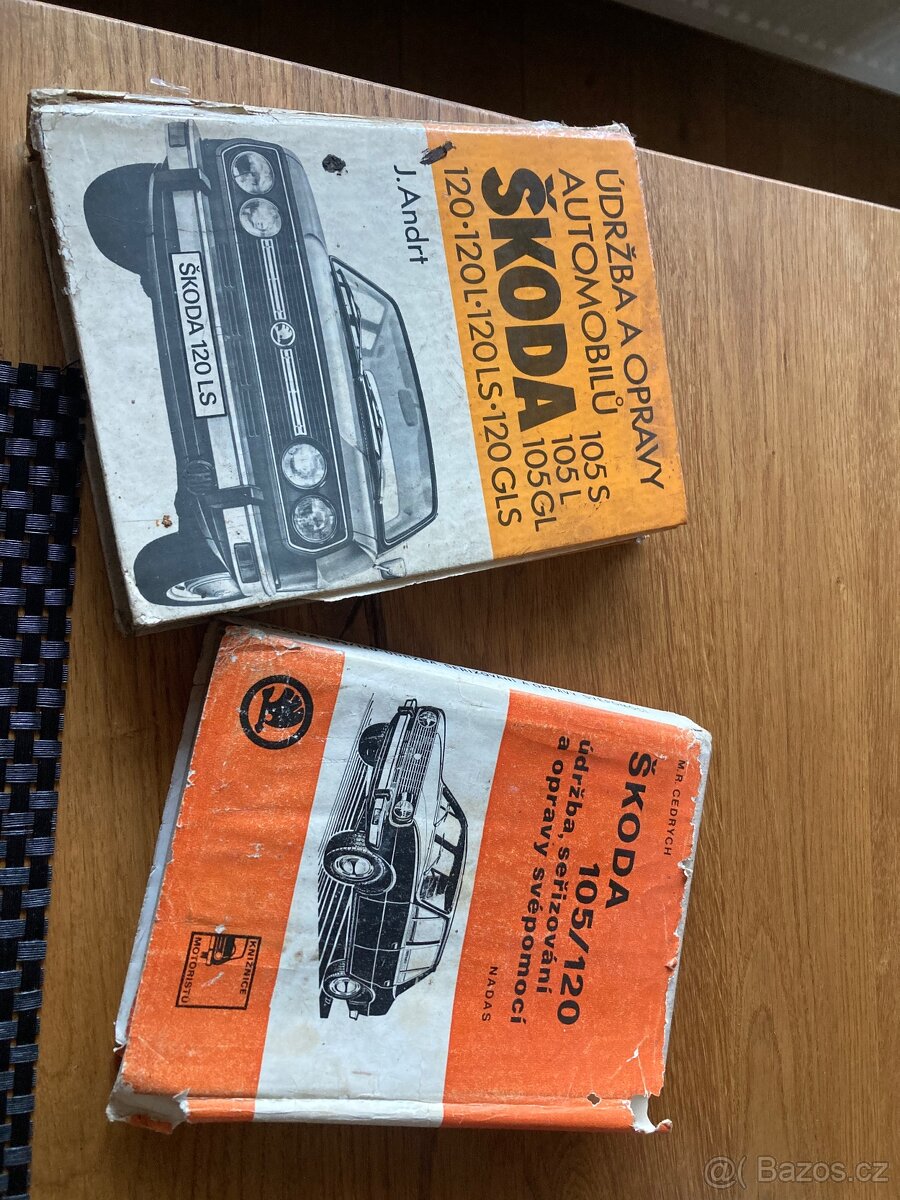 ÚDRŽBA A OPRAVY
AUTOMOBILŮ 105 S
ŠKODA 105 L
105 GL
120·120 L·120 LS·120 GLS
J. Andrt
ŠKODA 120 LS
M. R. CEDRYCH
ŠKODA
105/120
údržba, seřizování
a opravy svépomocí
NADAS
KNIŽNICE
MOTORISTŮ
Bazos.cz